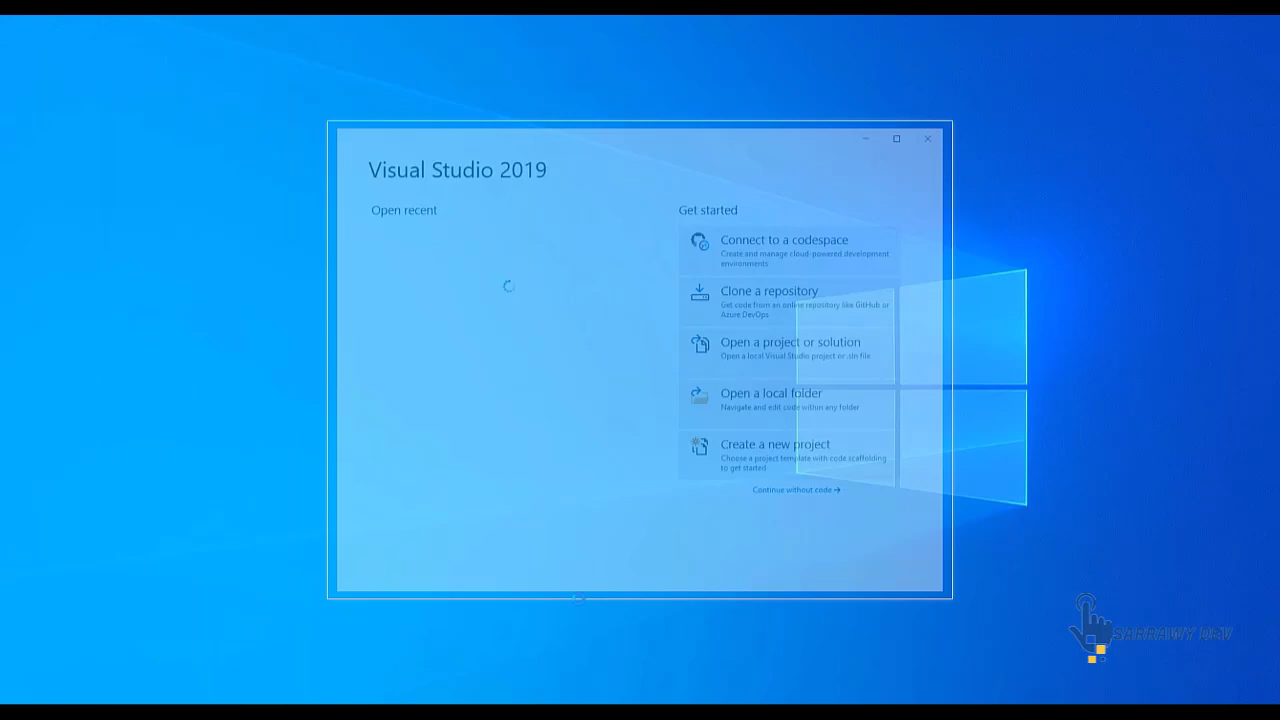 Visual Studio 2019
Open recent
Get started
Connect to a codespace
Create and manage cloud-powered development
environments
Clone a repository
Get code from an online repository like GitHub or
Azure DevOps
Open a project or solution
Open a local Visual Studio project or .sln file
Open a local folder
Navigate and edit code within any folder
Create a new project
Choose a project template with code scaffolding
to get started
Continue without code →
SAHRAWY DEV